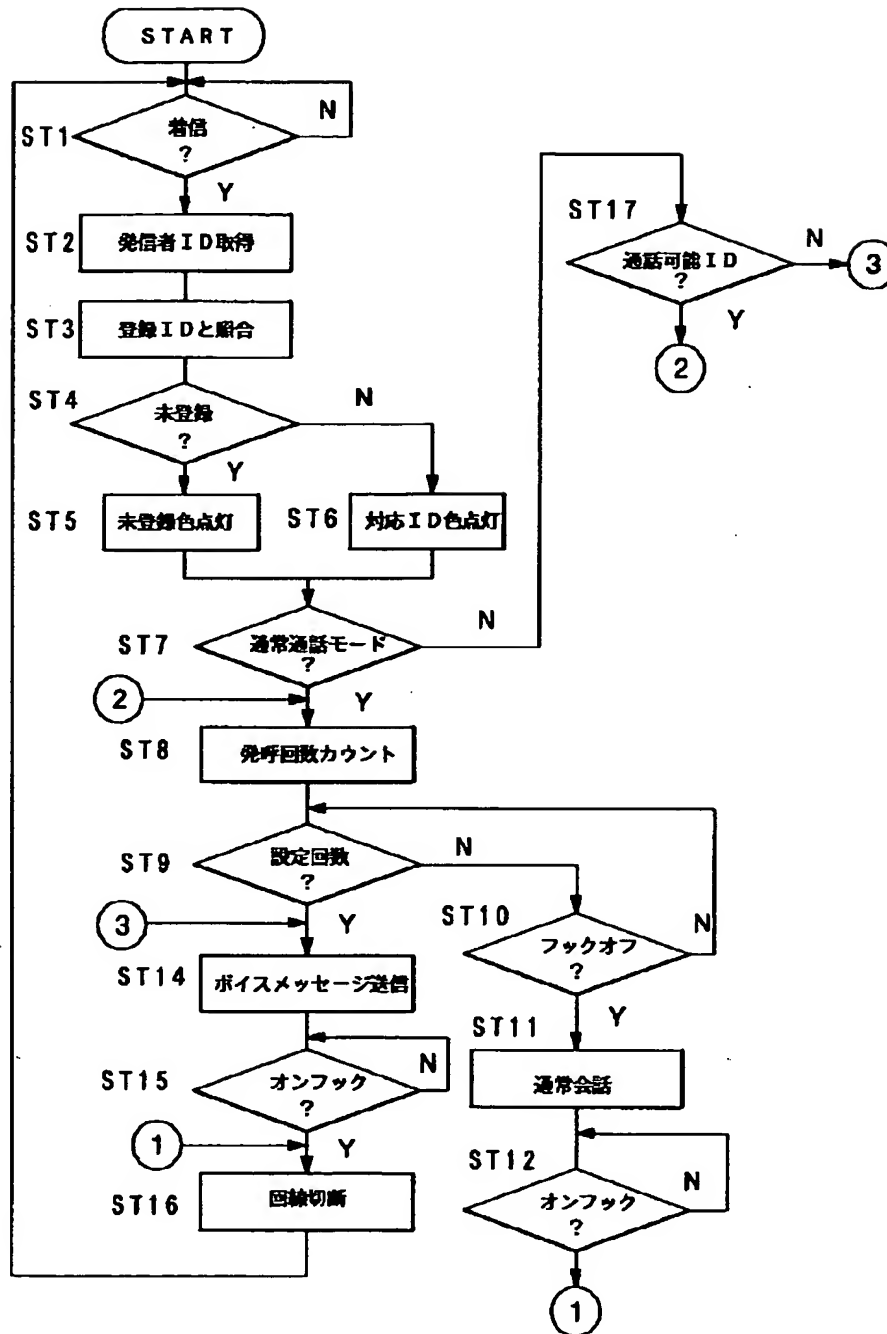 START
N
ST1
着信
?
Y
ST2
発信者ID取得
ST3
登録IDと照合
ST4
未登録
?
N
Y
ST5
未登録色点灯
ST6
対応ID色点灯
ST7
通常通話モード
?
N
Y
2
ST8
発呼回数カウント
ST9
設定回数
?
N
Y
3
ST10
フックオフ
?
N
Y
ST14
ボイスメッセージ送信
ST11
通常会話
ST15
オンフック
?
N
Y
1
ST12
オンフック
?
N
1
ST16
回線切断
ST17
通話可能ID
?
N
3
Y
2